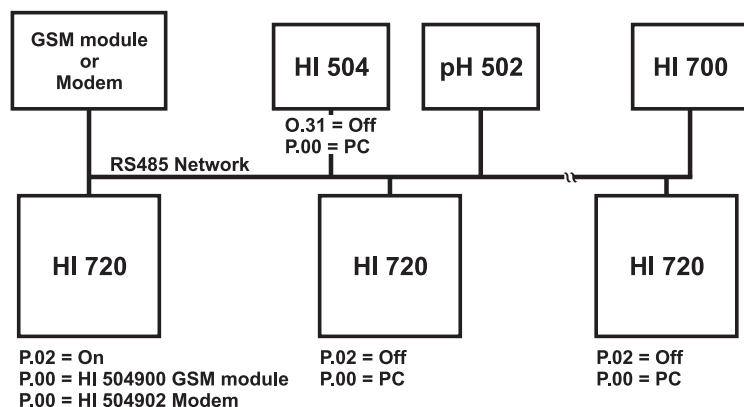 GSM module
or
Modem
HI 504
pH 502
HI 700
O.31 = Off
P.00 = PC
RS485 Network
HI 720
HI 720
HI 720
P.02 = On
P.00 = HI 504900 GSM module
P.00 = HI 504902 Modem
P.02 = Off
P.00 = PC
P.02 = Off
P.00 = PC